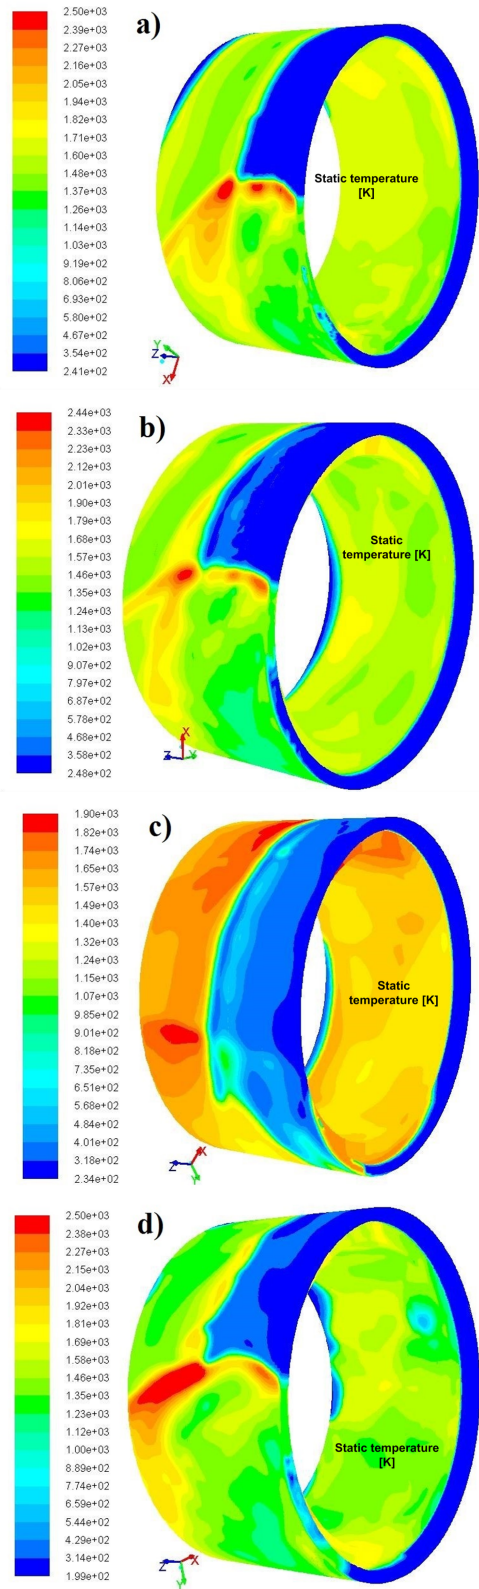 2.50e+03
2.39e+03
2.27e+03
2.16e+03
2.05e+03
1.94e+03
1.82e+03
1.71e+03
1.60e+03
1.48e+03
1.37e+03
1.26e+03
1.14e+03
1.03e+03
9.19e+02
8.06e+02
6.93e+02
5.80e+02
4.67e+02
3.54e+02
2.41e+02
a)
Static temperature
[K]
Y
Z
X
2.44e+03
2.33e+03
2.23e+03
2.12e+03
2.01e+03
1.90e+03
1.79e+03
1.68e+03
1.57e+03
1.46e+03
1.35e+03
1.24e+03
1.13e+03
1.02e+03
9.07e+02
7.97e+02
6.87e+02
5.78e+02
4.68e+02
3.58e+02
2.48e+02
b)
Static
temperature [K]
X
Z
Y
1.90e+03
1.82e+03
1.74e+03
1.65e+03
1.57e+03
1.49e+03
1.40e+03
1.32e+03
1.24e+03
1.15e+03
1.07e+03
9.85e+02
9.01e+02
8.18e+02
7.35e+02
6.51e+02
5.68e+02
4.84e+02
4.01e+02
3.18e+02
2.34e+02
c)
Static
temperature [K]
X
Z
Y
2.50e+03
2.38e+03
2.27e+03
2.15e+03
2.04e+03
1.92e+03
1.81e+03
1.69e+03
1.58e+03
1.46e+03
1.35e+03
1.23e+03
1.12e+03
1.00e+03
8.89e+02
7.74e+02
6.59e+02
5.44e+02
4.29e+02
3.14e+02
1.99e+02
d)
Static temperature
[K]
Z
X
Y